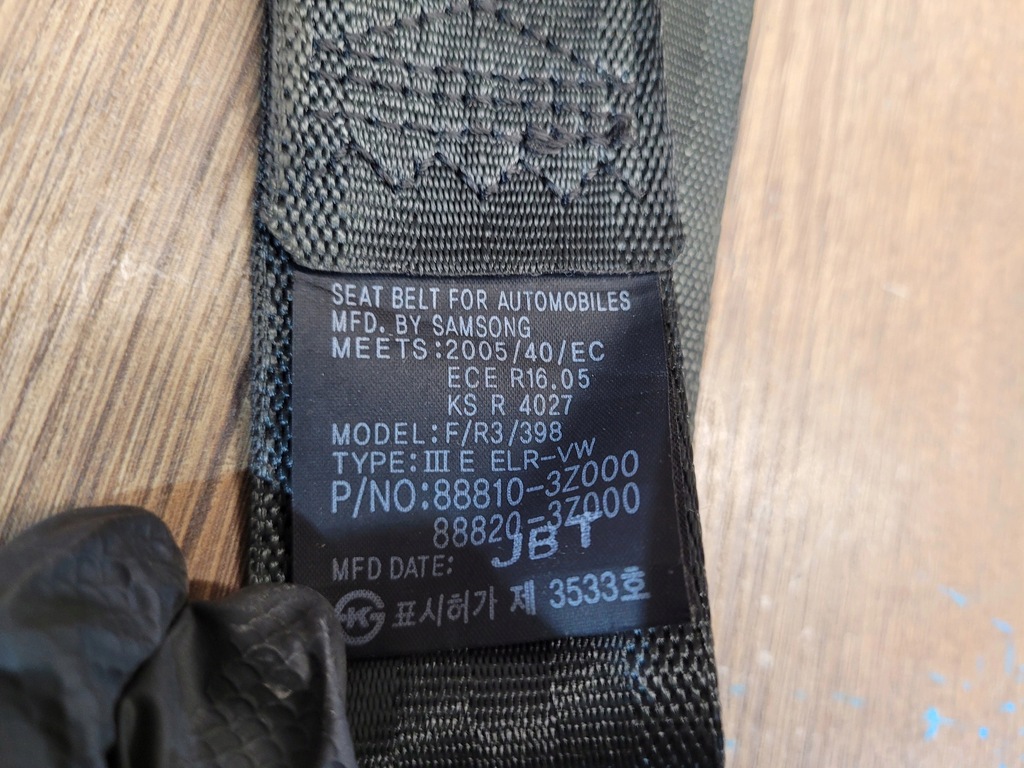 SEAT BELT FOR AUTOMOBILES
MFD. BY SAMSONG
MEETS:2005/40/EC
ECE R16.05
KS R 4027
MODEL:F/R3/398
TYPE:ⅢE ELR-VW
P/NO:88810-3Z000
88820-3Z000
JBT
MFD DATE:
표시허가 제 3533호